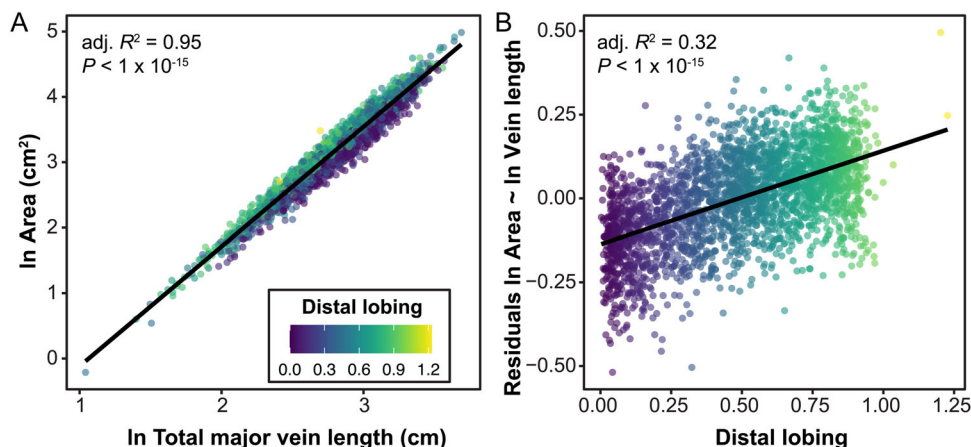 A
adj. R² = 0.95
P < 1 x 10⁻¹⁵
ln Area (cm²)
5
4
3
2
1
0
Distal lobing
0.0 0.3 0.6 0.9 1.2
1 2 3
ln Total major vein length (cm)
B
adj. R² = 0.32
P < 1 x 10⁻¹⁵
Residuals ln Area ~ ln Vein length
0.50
0.25
0.00
−0.25
−0.50
0.00 0.25 0.50 0.75 1.00 1.25
Distal lobing